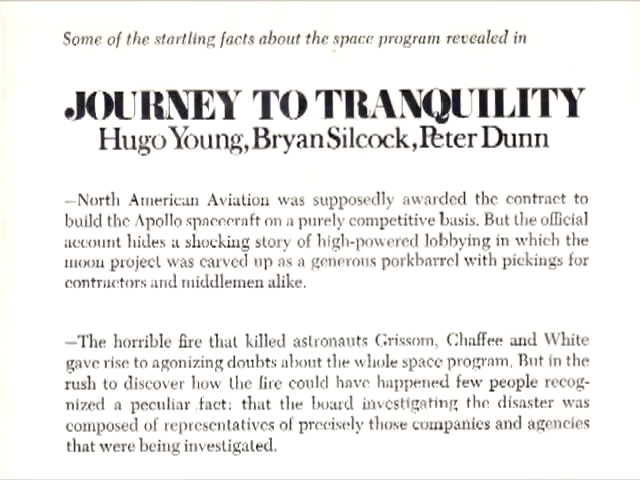 Some of the startling facts about the space program revealed in
JOURNEY TO TRANQUILITY
Hugo Young, Bryan Silcock, Peter Dunn
—North American Aviation was supposedly awarded the contract to
build the Apollo spacecraft on a purely competitive basis. But the official
account hides a shocking story of high-powered lobbying in which the
moon project was carved up as a generous porkbarrel with pickings for
contractors and middlemen alike.
—The horrible fire that killed astronauts Grissom, Chaffee and White
gave rise to agonizing doubts about the whole space program. But in the
rush to discover how the fire could have happened few people recog-
nized a peculiar fact: that the board investigating the disaster was
composed of representatives of precisely those companies and agencies
that were being investigated.